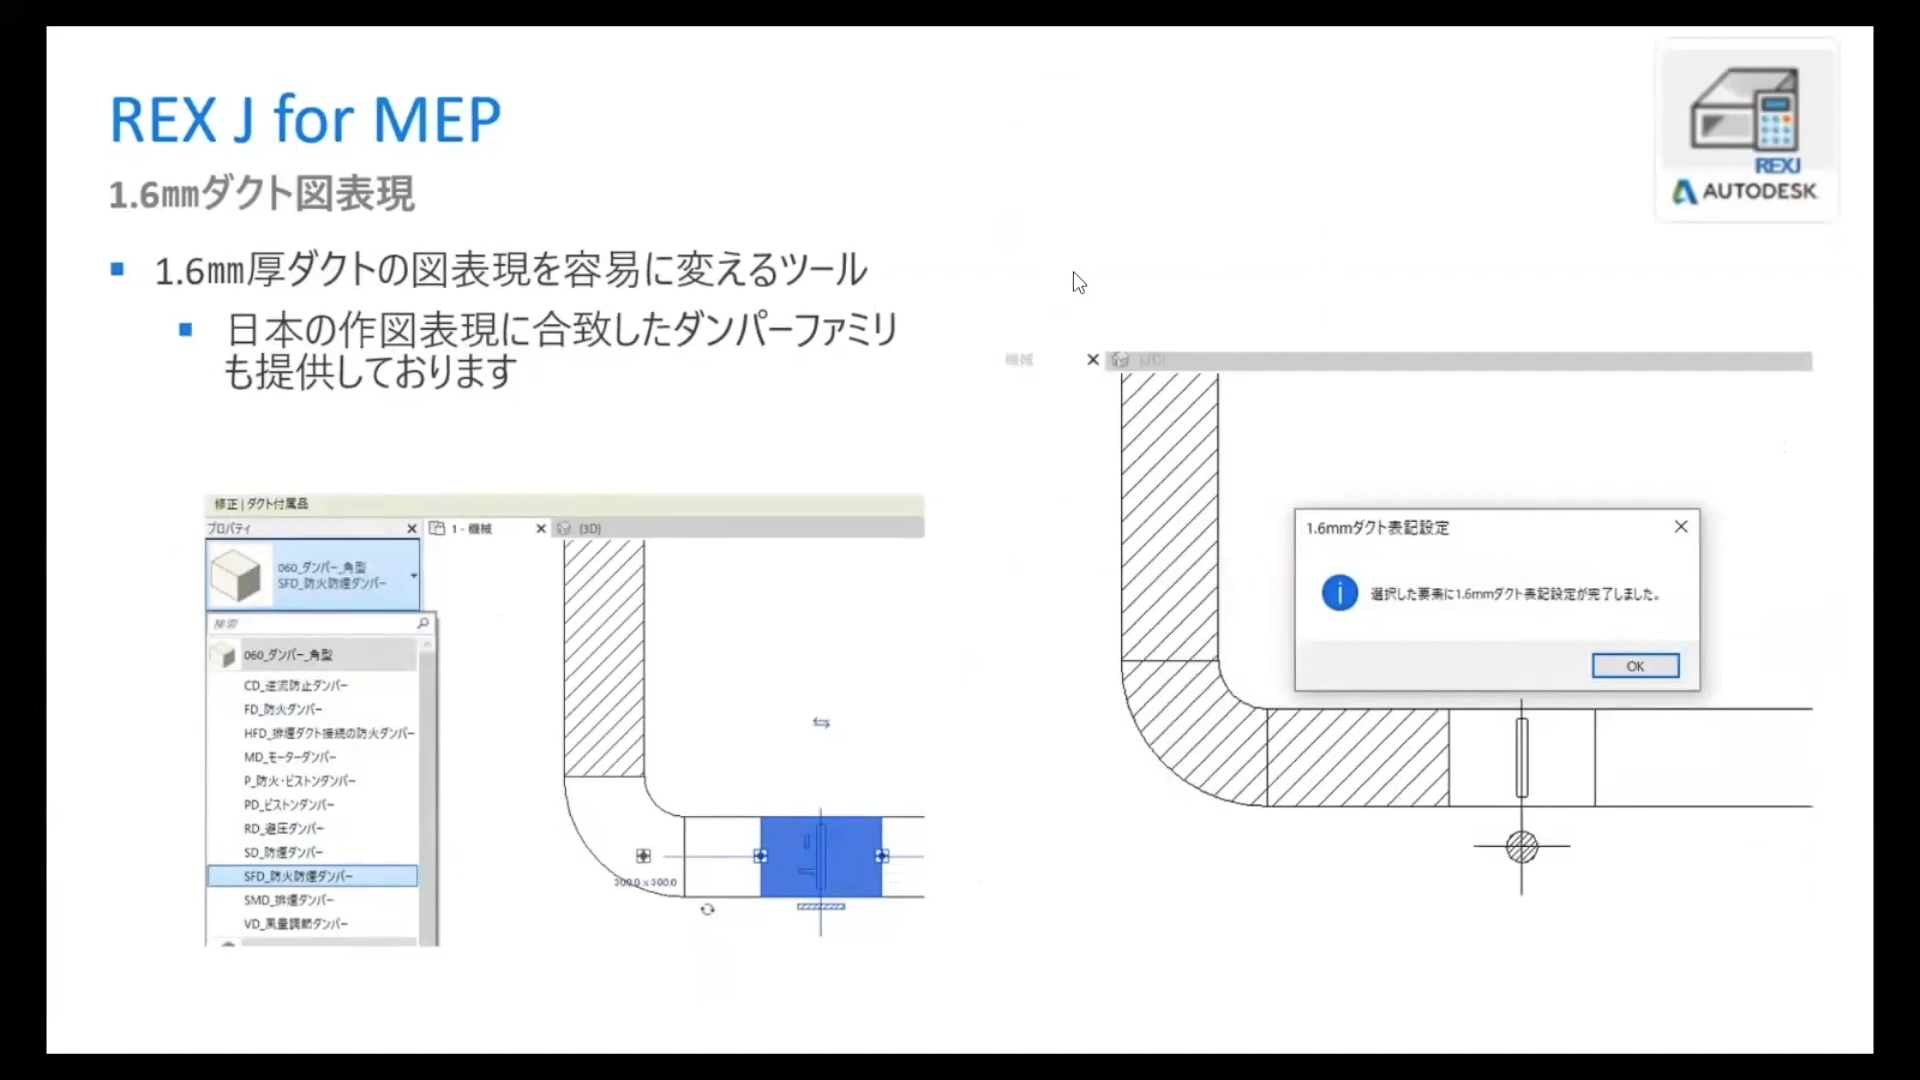 REX J for MEP
1.6㎜ダクト図表現
1.6㎜厚ダクトの図表現を容易に変えるツール
日本の作図表現に合致したダンパーファミリ
も提供しております
REXJ
AUTODESK
修正 | ダクト付属品
プロパティ
1 - 機械
{3D}
060_ダンパー_角型
SFD_防火防煙ダンパー
検索
060_ダンパー_角型
CD_逆流防止ダンパー
FD_防火ダンパー
HFD_排煙ダクト接続の防火ダンパー
MD_モーターダンパー
P_防火・ピストンダンパー
PD_ピストンダンパー
RD_避圧ダンパー
SD_防煙ダンパー
SFD_防火防煙ダンパー
SMD_排煙ダンパー
VD_風量調節ダンパー
300.0 x 300.0
機械
{3D}
1.6mmダクト表記設定
選択した要素に1.6mmダクト表記設定が完了しました。
OK